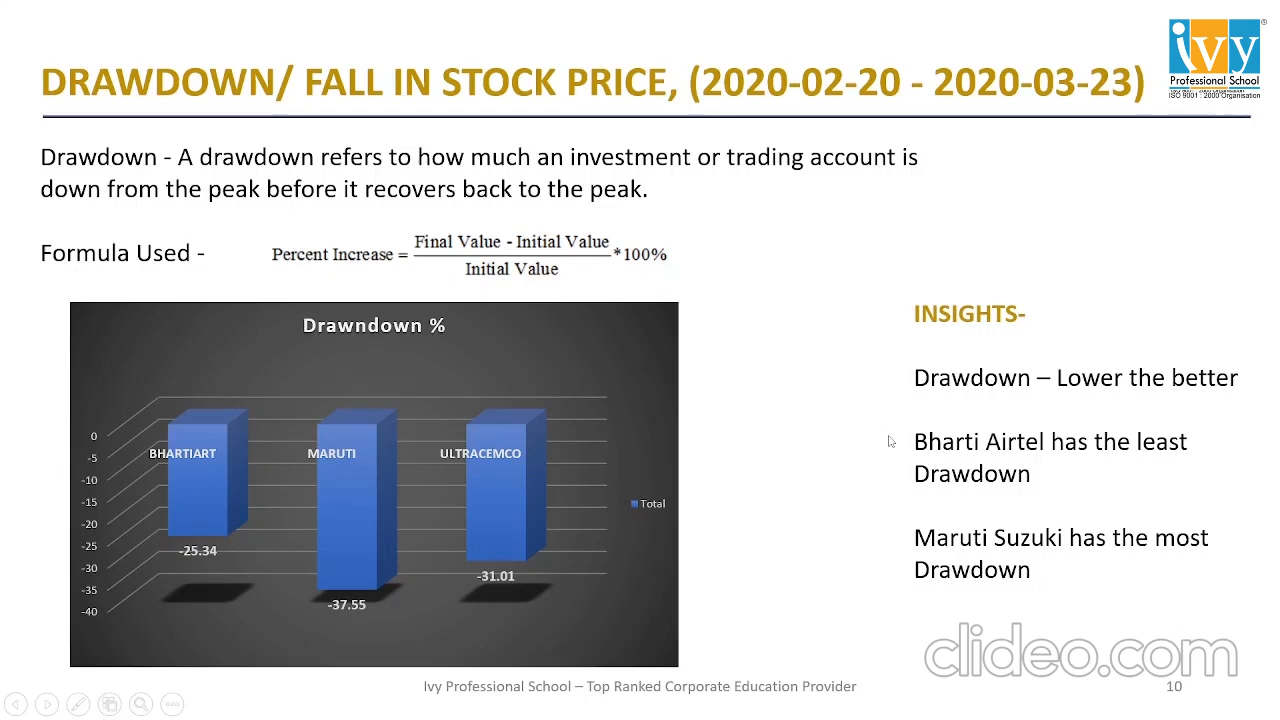 ivy
®
Professional School
ISO 9001 : 2000 Organisation
DRAWDOWN/ FALL IN STOCK PRICE, (2020-02-20 - 2020-03-23)
Drawdown - A drawdown refers to how much an investment or trading account is
down from the peak before it recovers back to the peak.
Formula Used -
Percent Increase = Final Value - Initial Value
Initial Value
*100%
Drawndown %
0
-5
-10
-15
-20
-25
-30
-35
-40
BHARTIART
MARUTI
ULTRACEMCO
-25.34
-37.55
-31.01
Total
INSIGHTS-
Drawdown – Lower the better
Bharti Airtel has the least
Drawdown
Maruti Suzuki has the most
Drawdown
clideo.com
Ivy Professional School – Top Ranked Corporate Education Provider
10